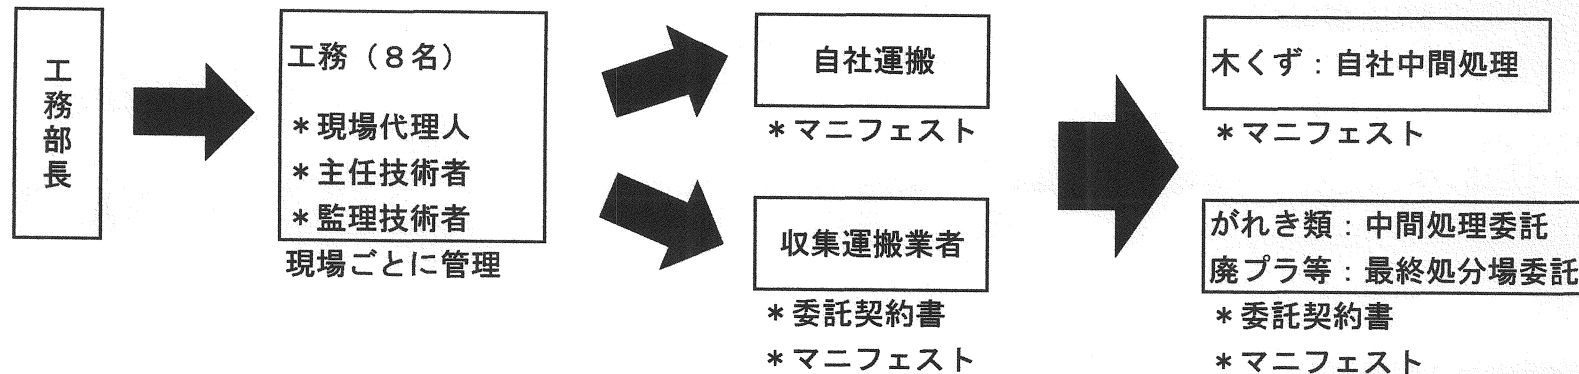 工務部長
工務（８名）
＊現場代理人
＊主任技術者
＊監理技術者
現場ごとに管理
自社運搬
＊マニフェスト
収集運搬業者
＊委託契約書
＊マニフェスト
木くず：自社中間処理
＊マニフェスト
がれき類：中間処理委託
廃プラ等：最終処分場委託
＊委託契約書
＊マニフェスト